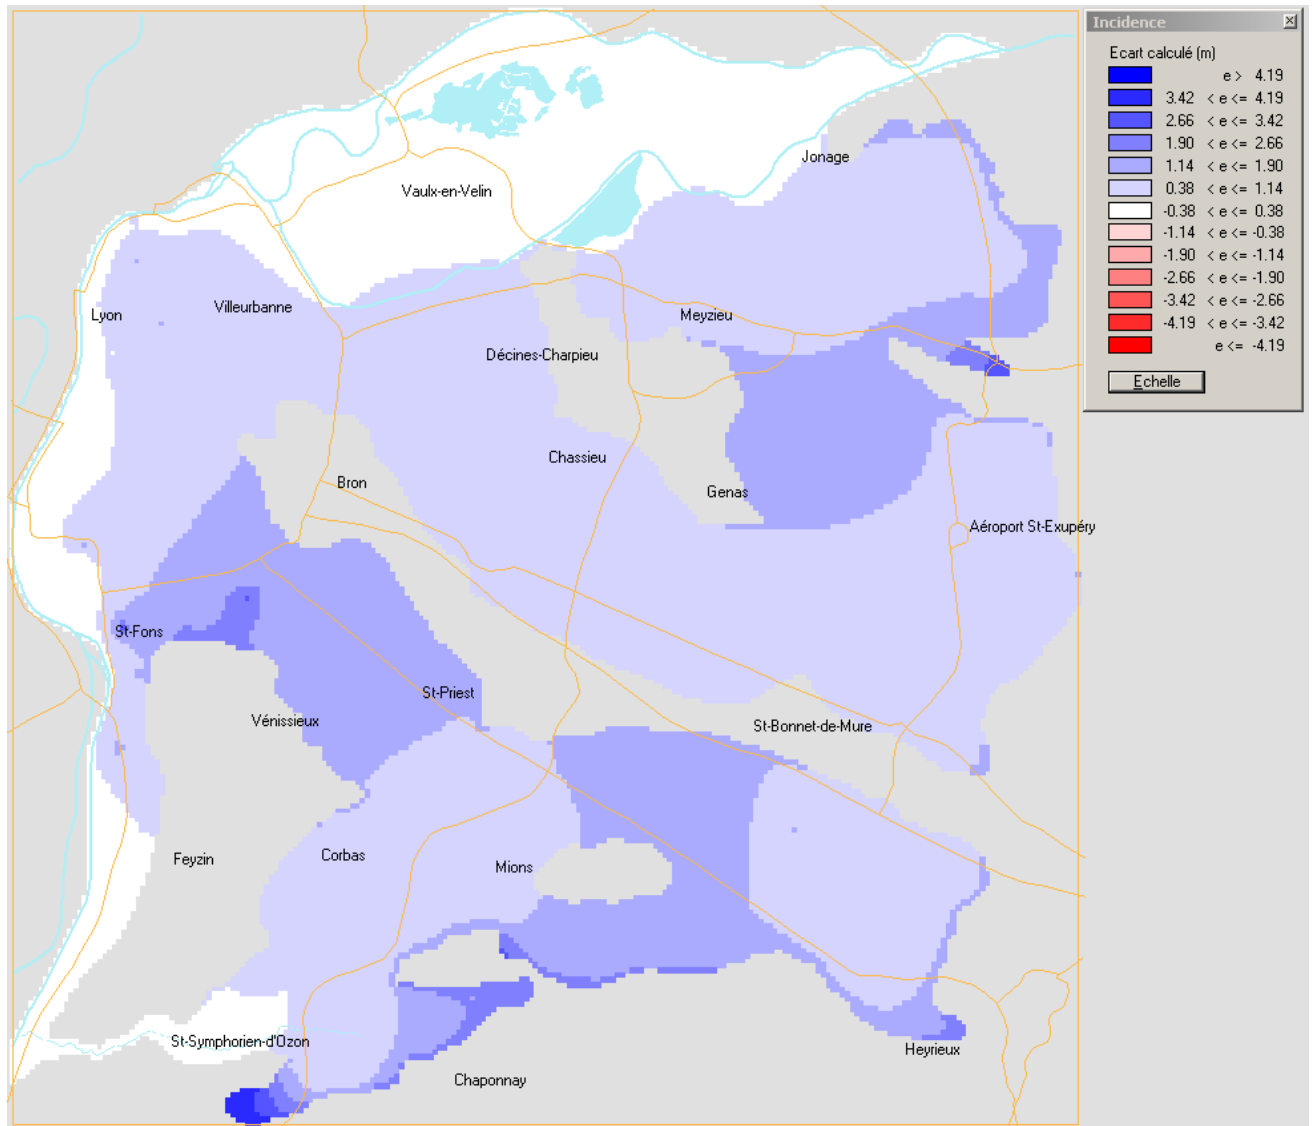 Incidence
Ecart calculé (m)
e > 4.19
3.42 < e <= 4.19
2.66 < e <= 3.42
1.90 < e <= 2.66
1.14 < e <= 1.90
0.38 < e <= 1.14
-0.38 < e <= 0.38
-1.14 < e <= -0.38
-1.90 < e <= -1.14
-2.66 < e <= -1.90
-3.42 < e <= -2.66
-4.19 < e <= -3.42
e <= -4.19
Echelle
Jonage
Vaulx-en-Velin
Villeurbanne
Lyon
Meyzieu
Décines-Charpieu
Chassieu
Bron
Genas
Aéroport St-Exupéry
St-Fons
St-Priest
Vénissieux
St-Bonnet-de-Mure
Feyzin
Corbas
Mions
St-Symphorien-d'Ozon
Heyrieux
Chaponnay